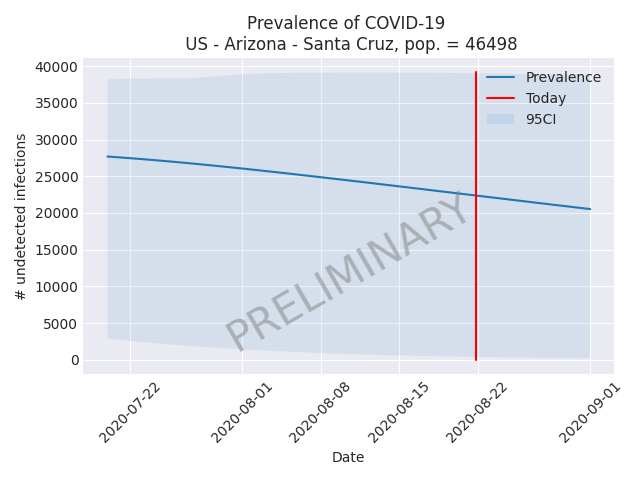 Prevalence of COVID-19
US - Arizona - Santa Cruz, pop. = 46498
40000
35000
30000
25000
20000
15000
10000
5000
0
# undetected infections
Prevalence
Today
95CI
PRELIMINARY
2020-07-22
2020-08-01
2020-08-08
2020-08-15
2020-08-22
2020-09-01
Date